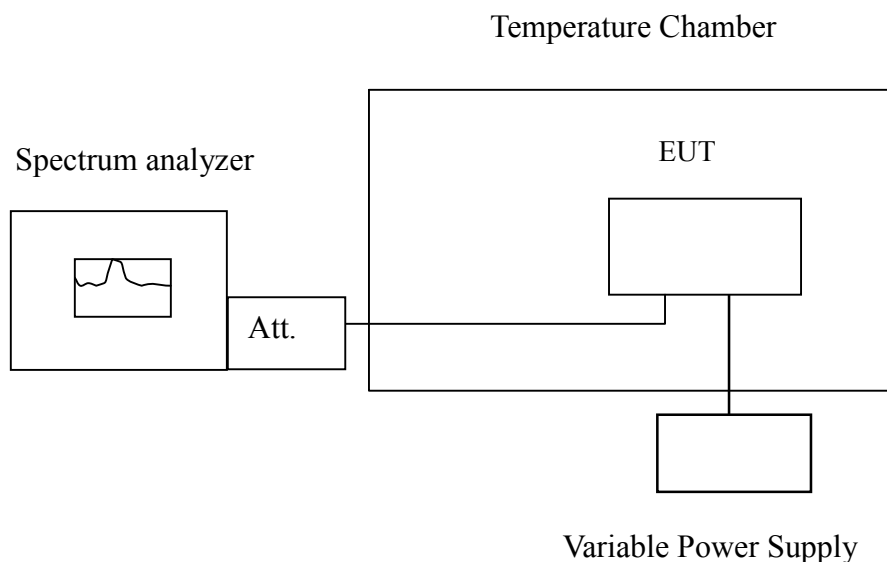 Temperature Chamber
Spectrum analyzer
EUT
Att.
Variable Power Supply